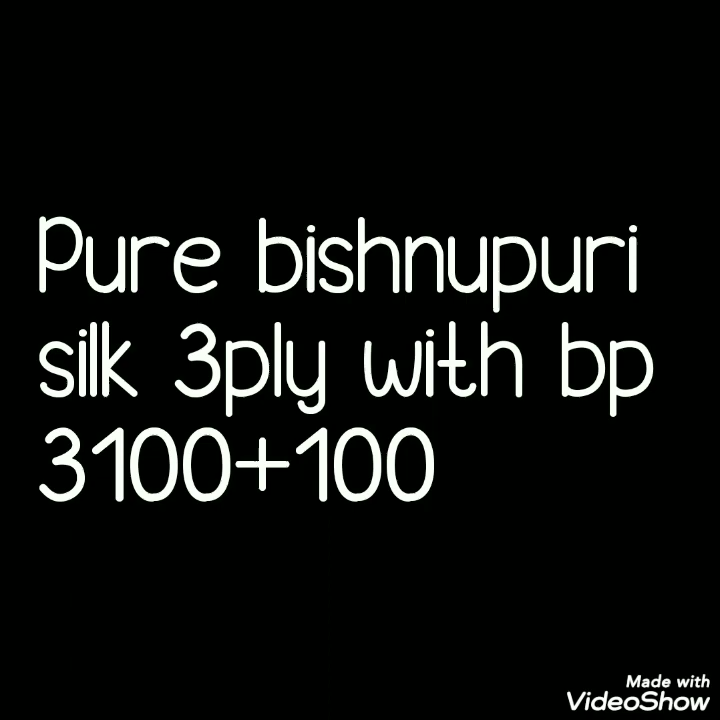 Pure bishnupuri
silk 3ply with bp
3100+100
Made with
VideoShow